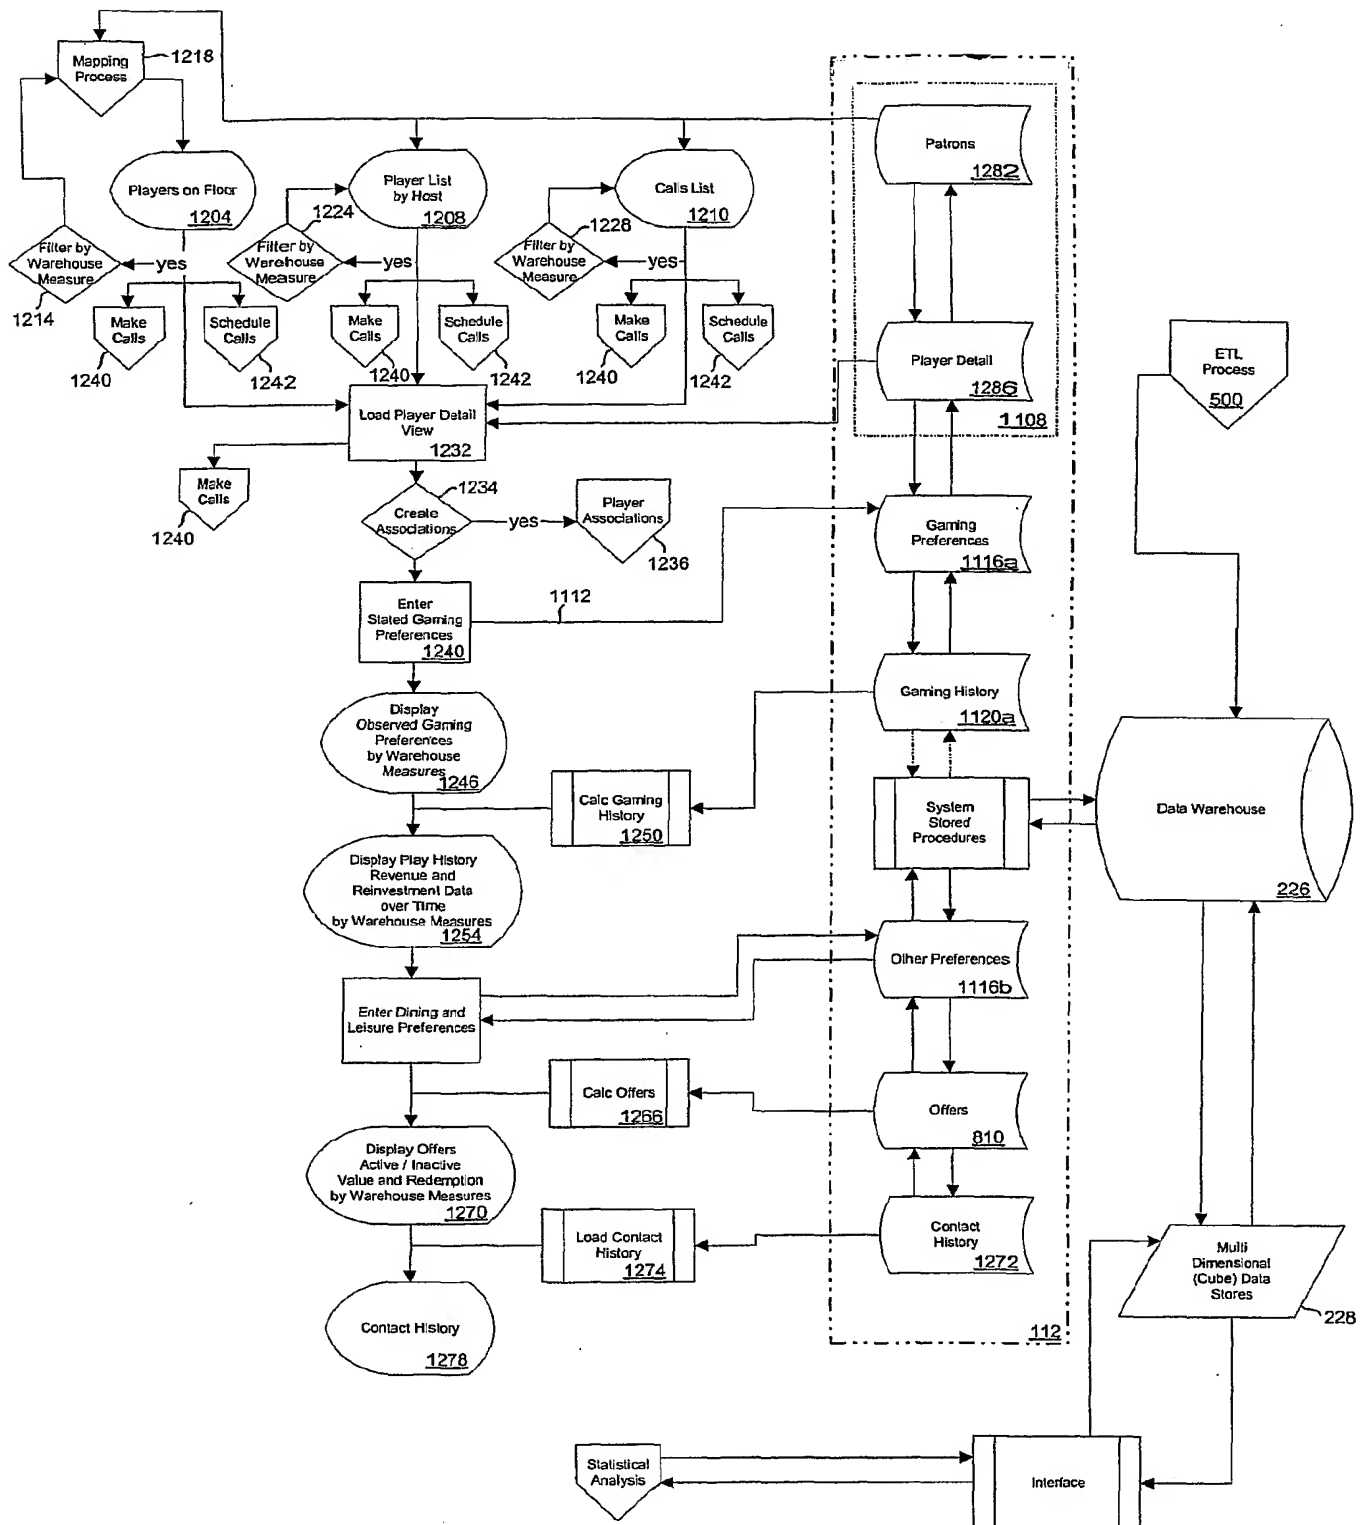 Mapping
Process
1218
Players on Floor
1204
Player List
by Host
1208
Calls List
1210
Patrons
1282
1224
1228
Filter by
Warehouse
Measure
yes
1214
Filter by
Warehouse
Measure
yes
Filter by
Warehouse
Measure
yes
Make
Calls
1240
Schedule
Calls
1242
Make
Calls
1240
Schedule
Calls
1242
Make
Calls
1240
Schedule
Calls
1242
Player Detail
1286
1108
ETL
Process
500
Load Player Detail
View
1232
Make
Calls
1240
1234
Create
Associations
yes
Player
Associations
1236
Gaming
Preferences
1116a
Enter
Stated Gaming
Preferences
1240
1112
Gaming History
1120a
Display
Observed Gaming
Preferences
by Warehouse
Measures
1246
Calc Gaming
History
1250
System
Stored
Procedures
Data Warehouse
226
Display Play History
Revenue and
Reinvestment Data
over Time
by Warehouse Measures
1254
Other Preferences
1116b
Enter Dining and
Leisure Preferences
Calc Offers
1266
Offers
810
Display Offers
Active / Inactive
Value and Redemption
by Warehouse Measures
1270
Load Contact
History
1274
Contact
History
1272
Multi
Dimensional
(Cube) Data
Stores
228
Contact History
1278
112
Statistical
Analysis
Interface